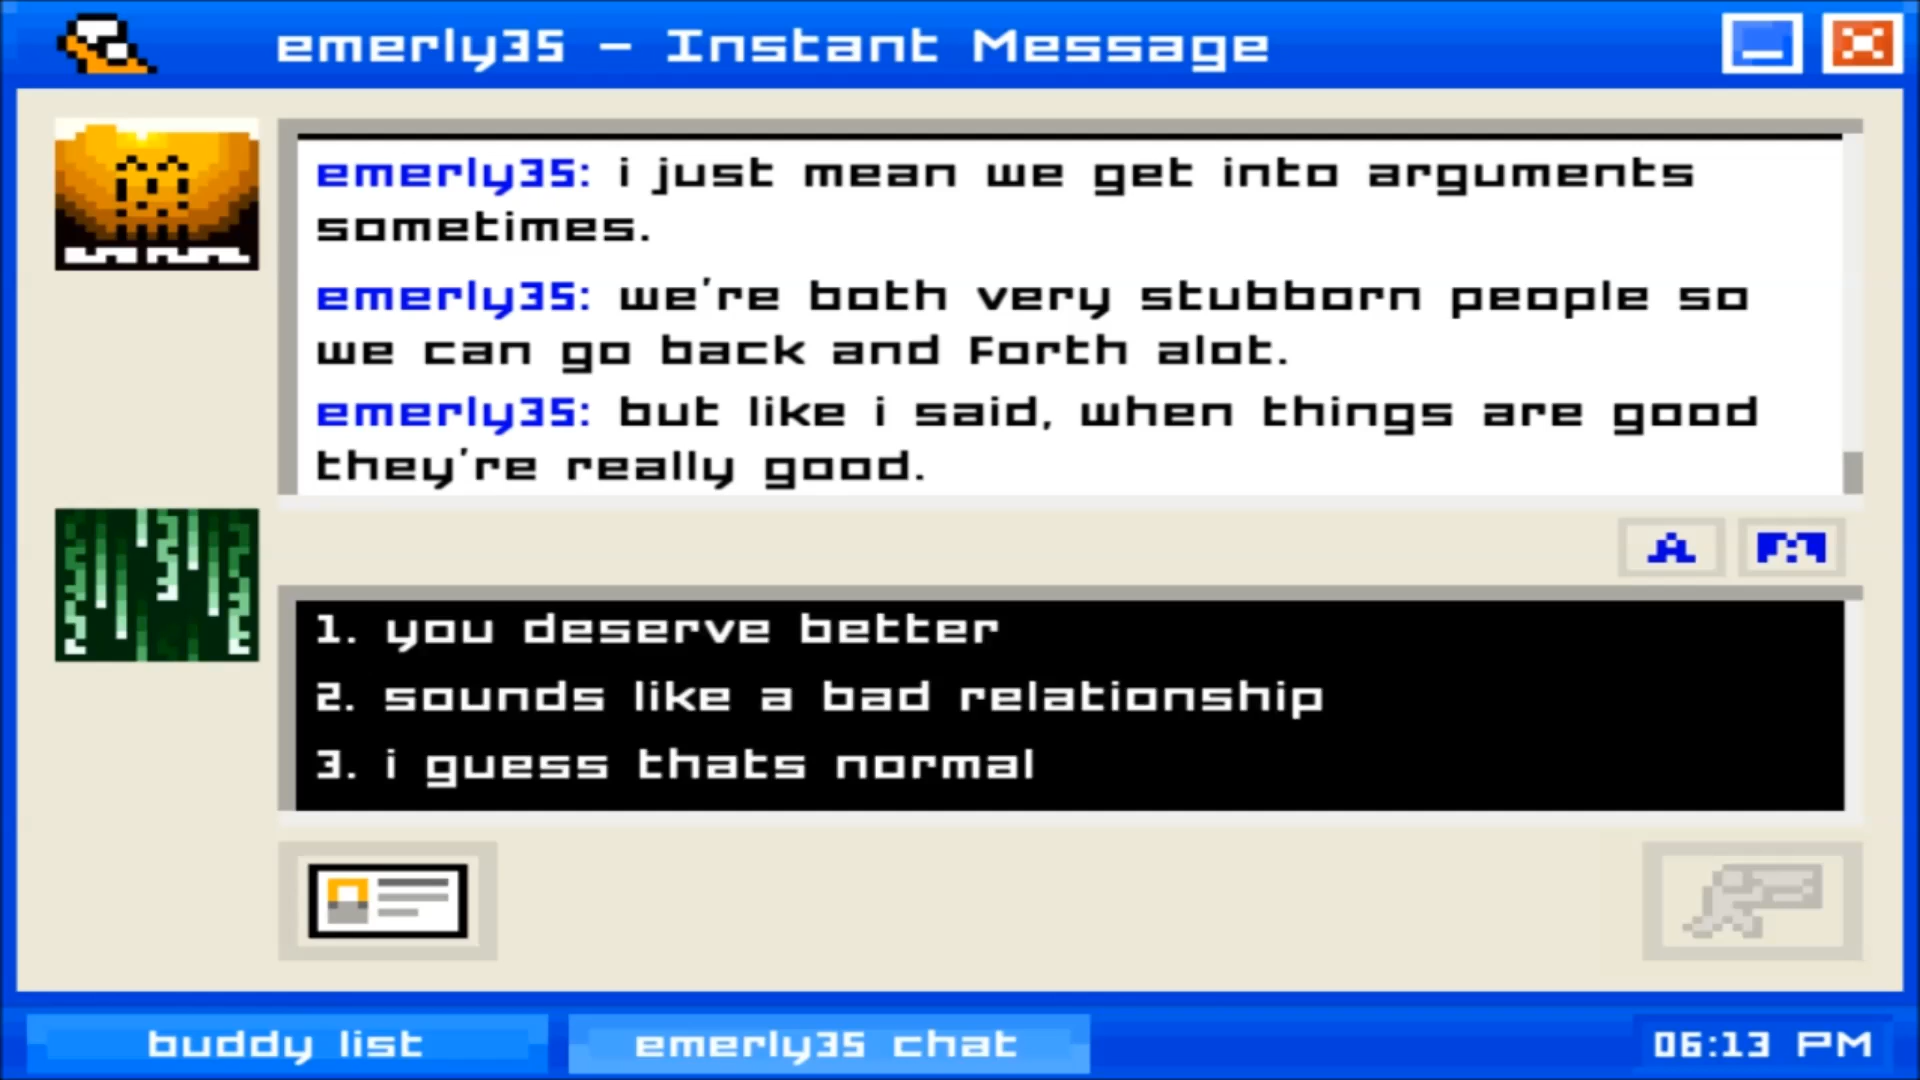 emerly35 - Instant Message
emerly35: i just mean we get into arguments
sometimes.
emerly35: we're both very stubborn people so
we can go back and forth alot.
emerly35: but like i said, when things are good
they're really good.
A
1. you deserve better
2. sounds like a bad relationship
3. i guess thats normal
buddy list
emerly35 chat
06:13 PM